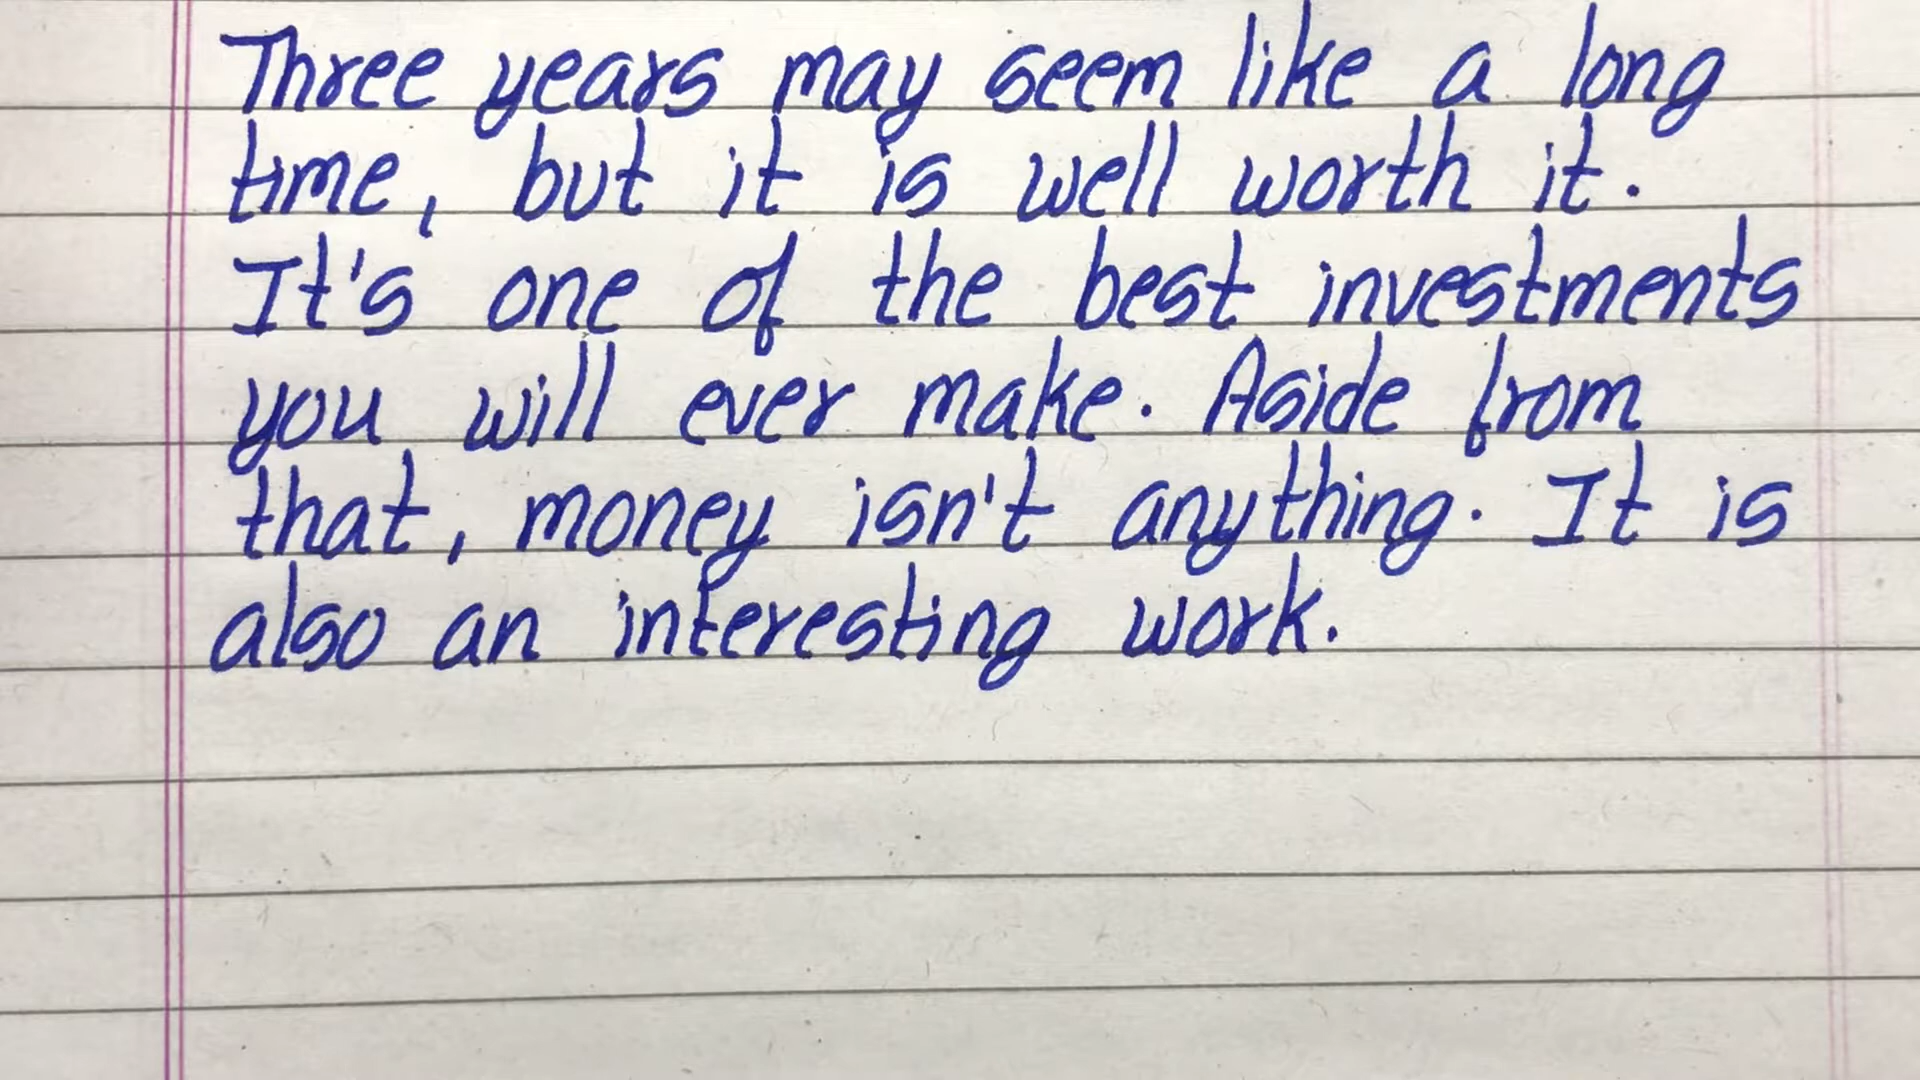 Three years may seem like a long
time, but it is well worth it.
It's one of the best investments
you will ever make. Aside from
that, money isn't anything. It is
also an interesting work.